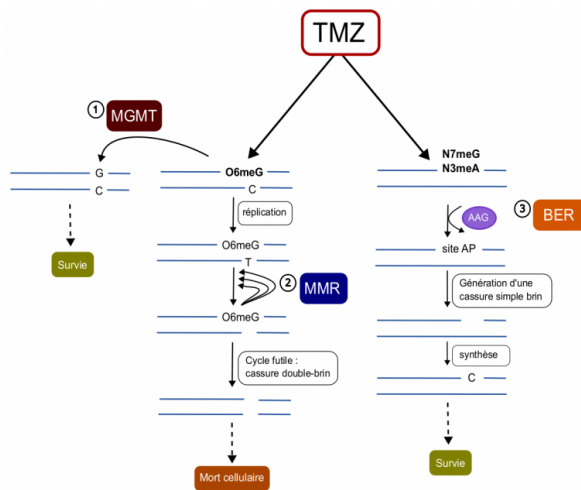 TMZ
1
MGMT
G
C
Survie
O6meG
C
réplication
O6meG
T
2
MMR
O6meG
Cycle futile :
cassure double-brin
Mort cellulaire
N7meG
N3meA
AAG
3
BER
site AP
Génération d'une
cassure simple brin
synthèse
C
Survie